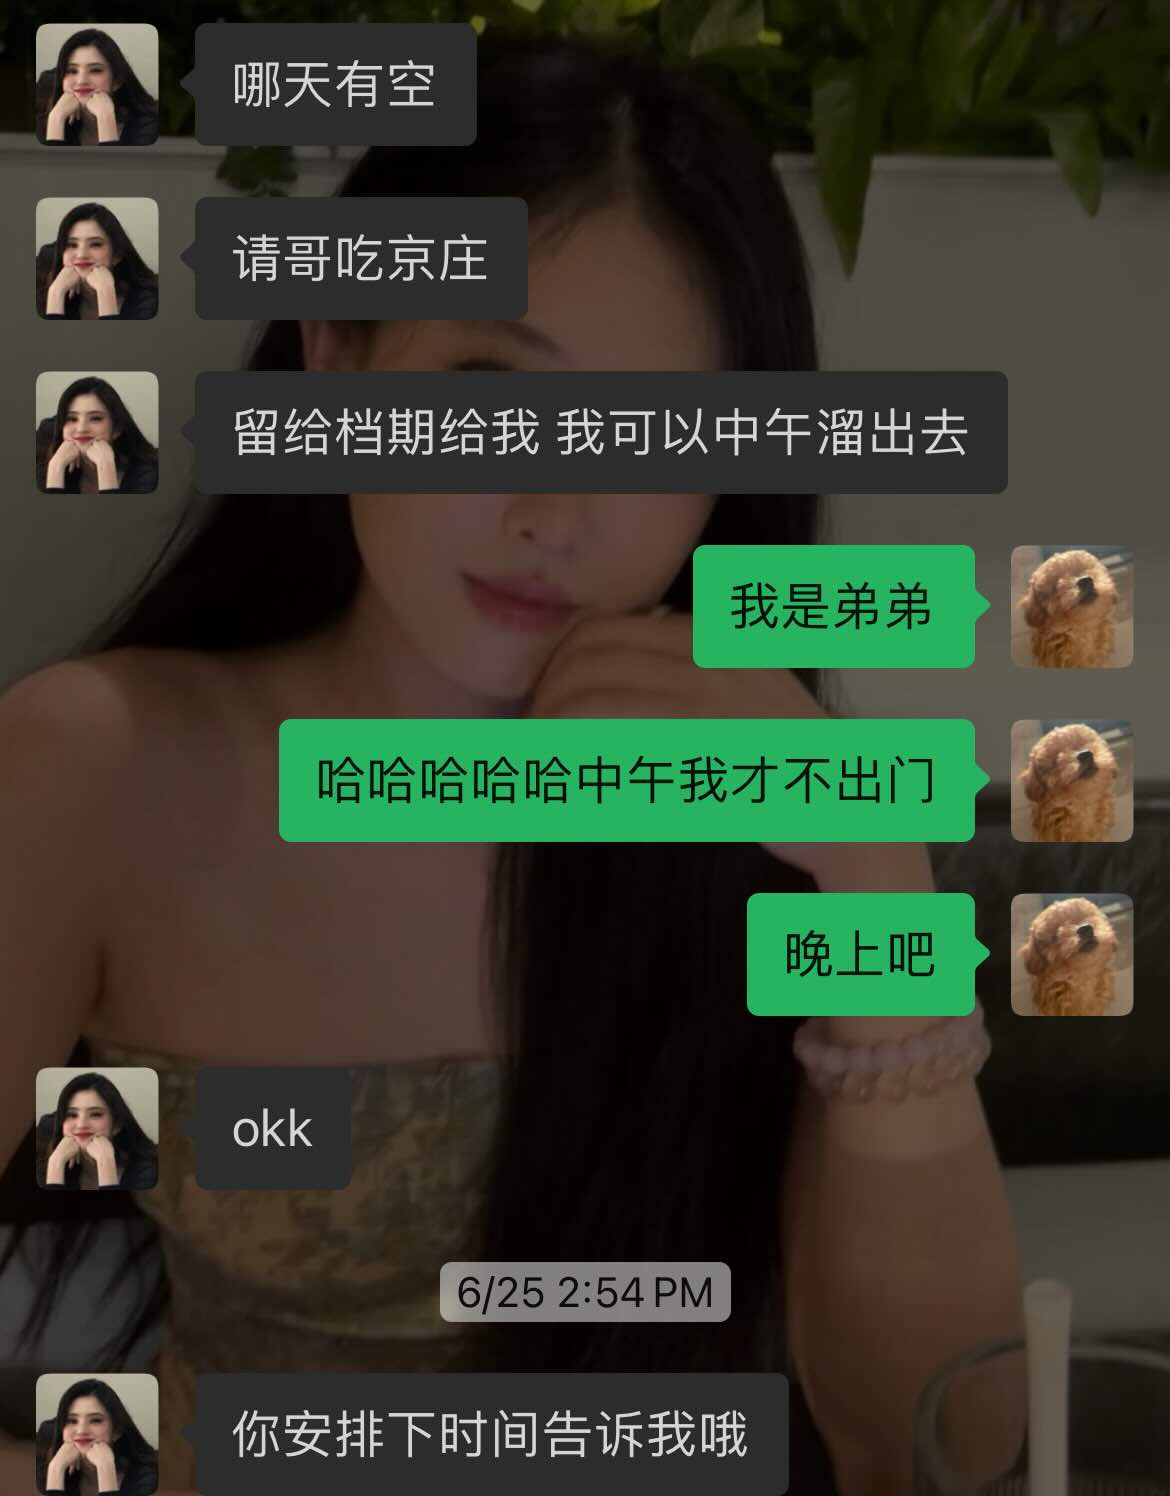 哪天有空
请哥吃京庄
留给档期给我 我可以中午溜出去
我是弟弟
哈哈哈哈哈中午我才不出门
晚上吧
okk
6/25 2:54 PM
你安排下时间告诉我哦